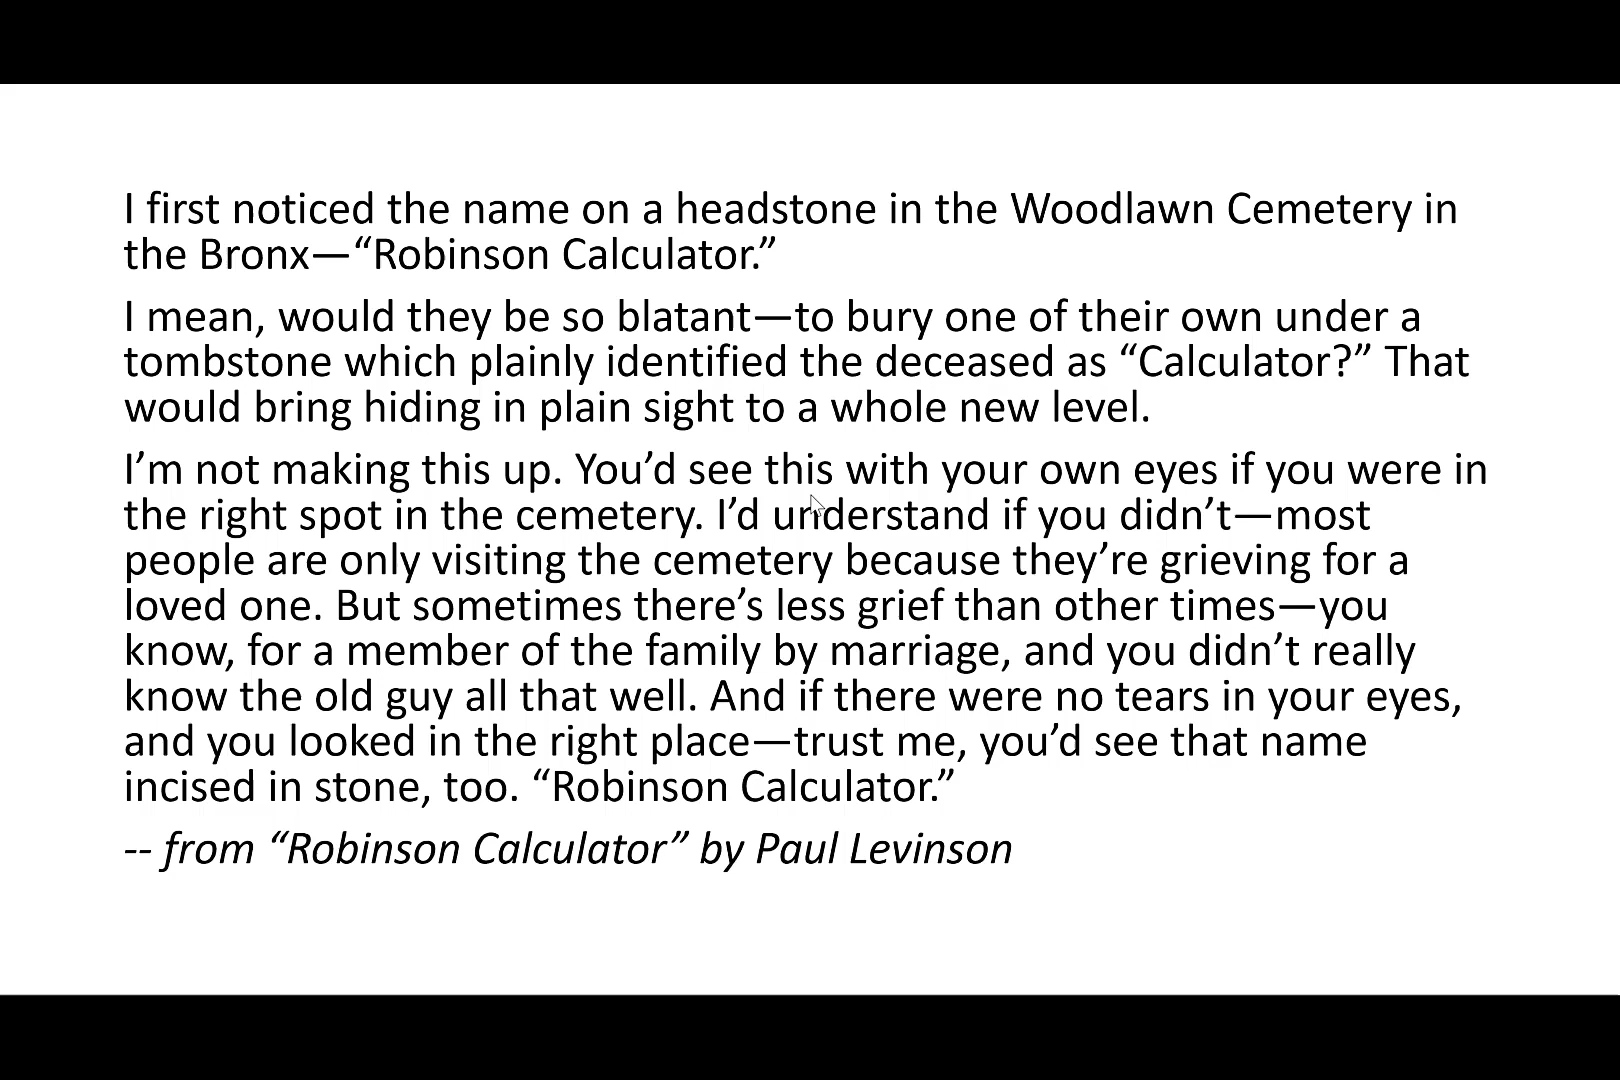 I first noticed the name on a headstone in the Woodlawn Cemetery in
the Bronx—“Robinson Calculator.”
I mean, would they be so blatant—to bury one of their own under a
tombstone which plainly identified the deceased as “Calculator?” That
would bring hiding in plain sight to a whole new level.
I’m not making this up. You’d see this with your own eyes if you were in
the right spot in the cemetery. I’d understand if you didn’t—most
people are only visiting the cemetery because they’re grieving for a
loved one. But sometimes there’s less grief than other times—you
know, for a member of the family by marriage, and you didn’t really
know the old guy all that well. And if there were no tears in your eyes,
and you looked in the right place—trust me, you’d see that name
incised in stone, too. “Robinson Calculator.”
-- from “Robinson Calculator” by Paul Levinson